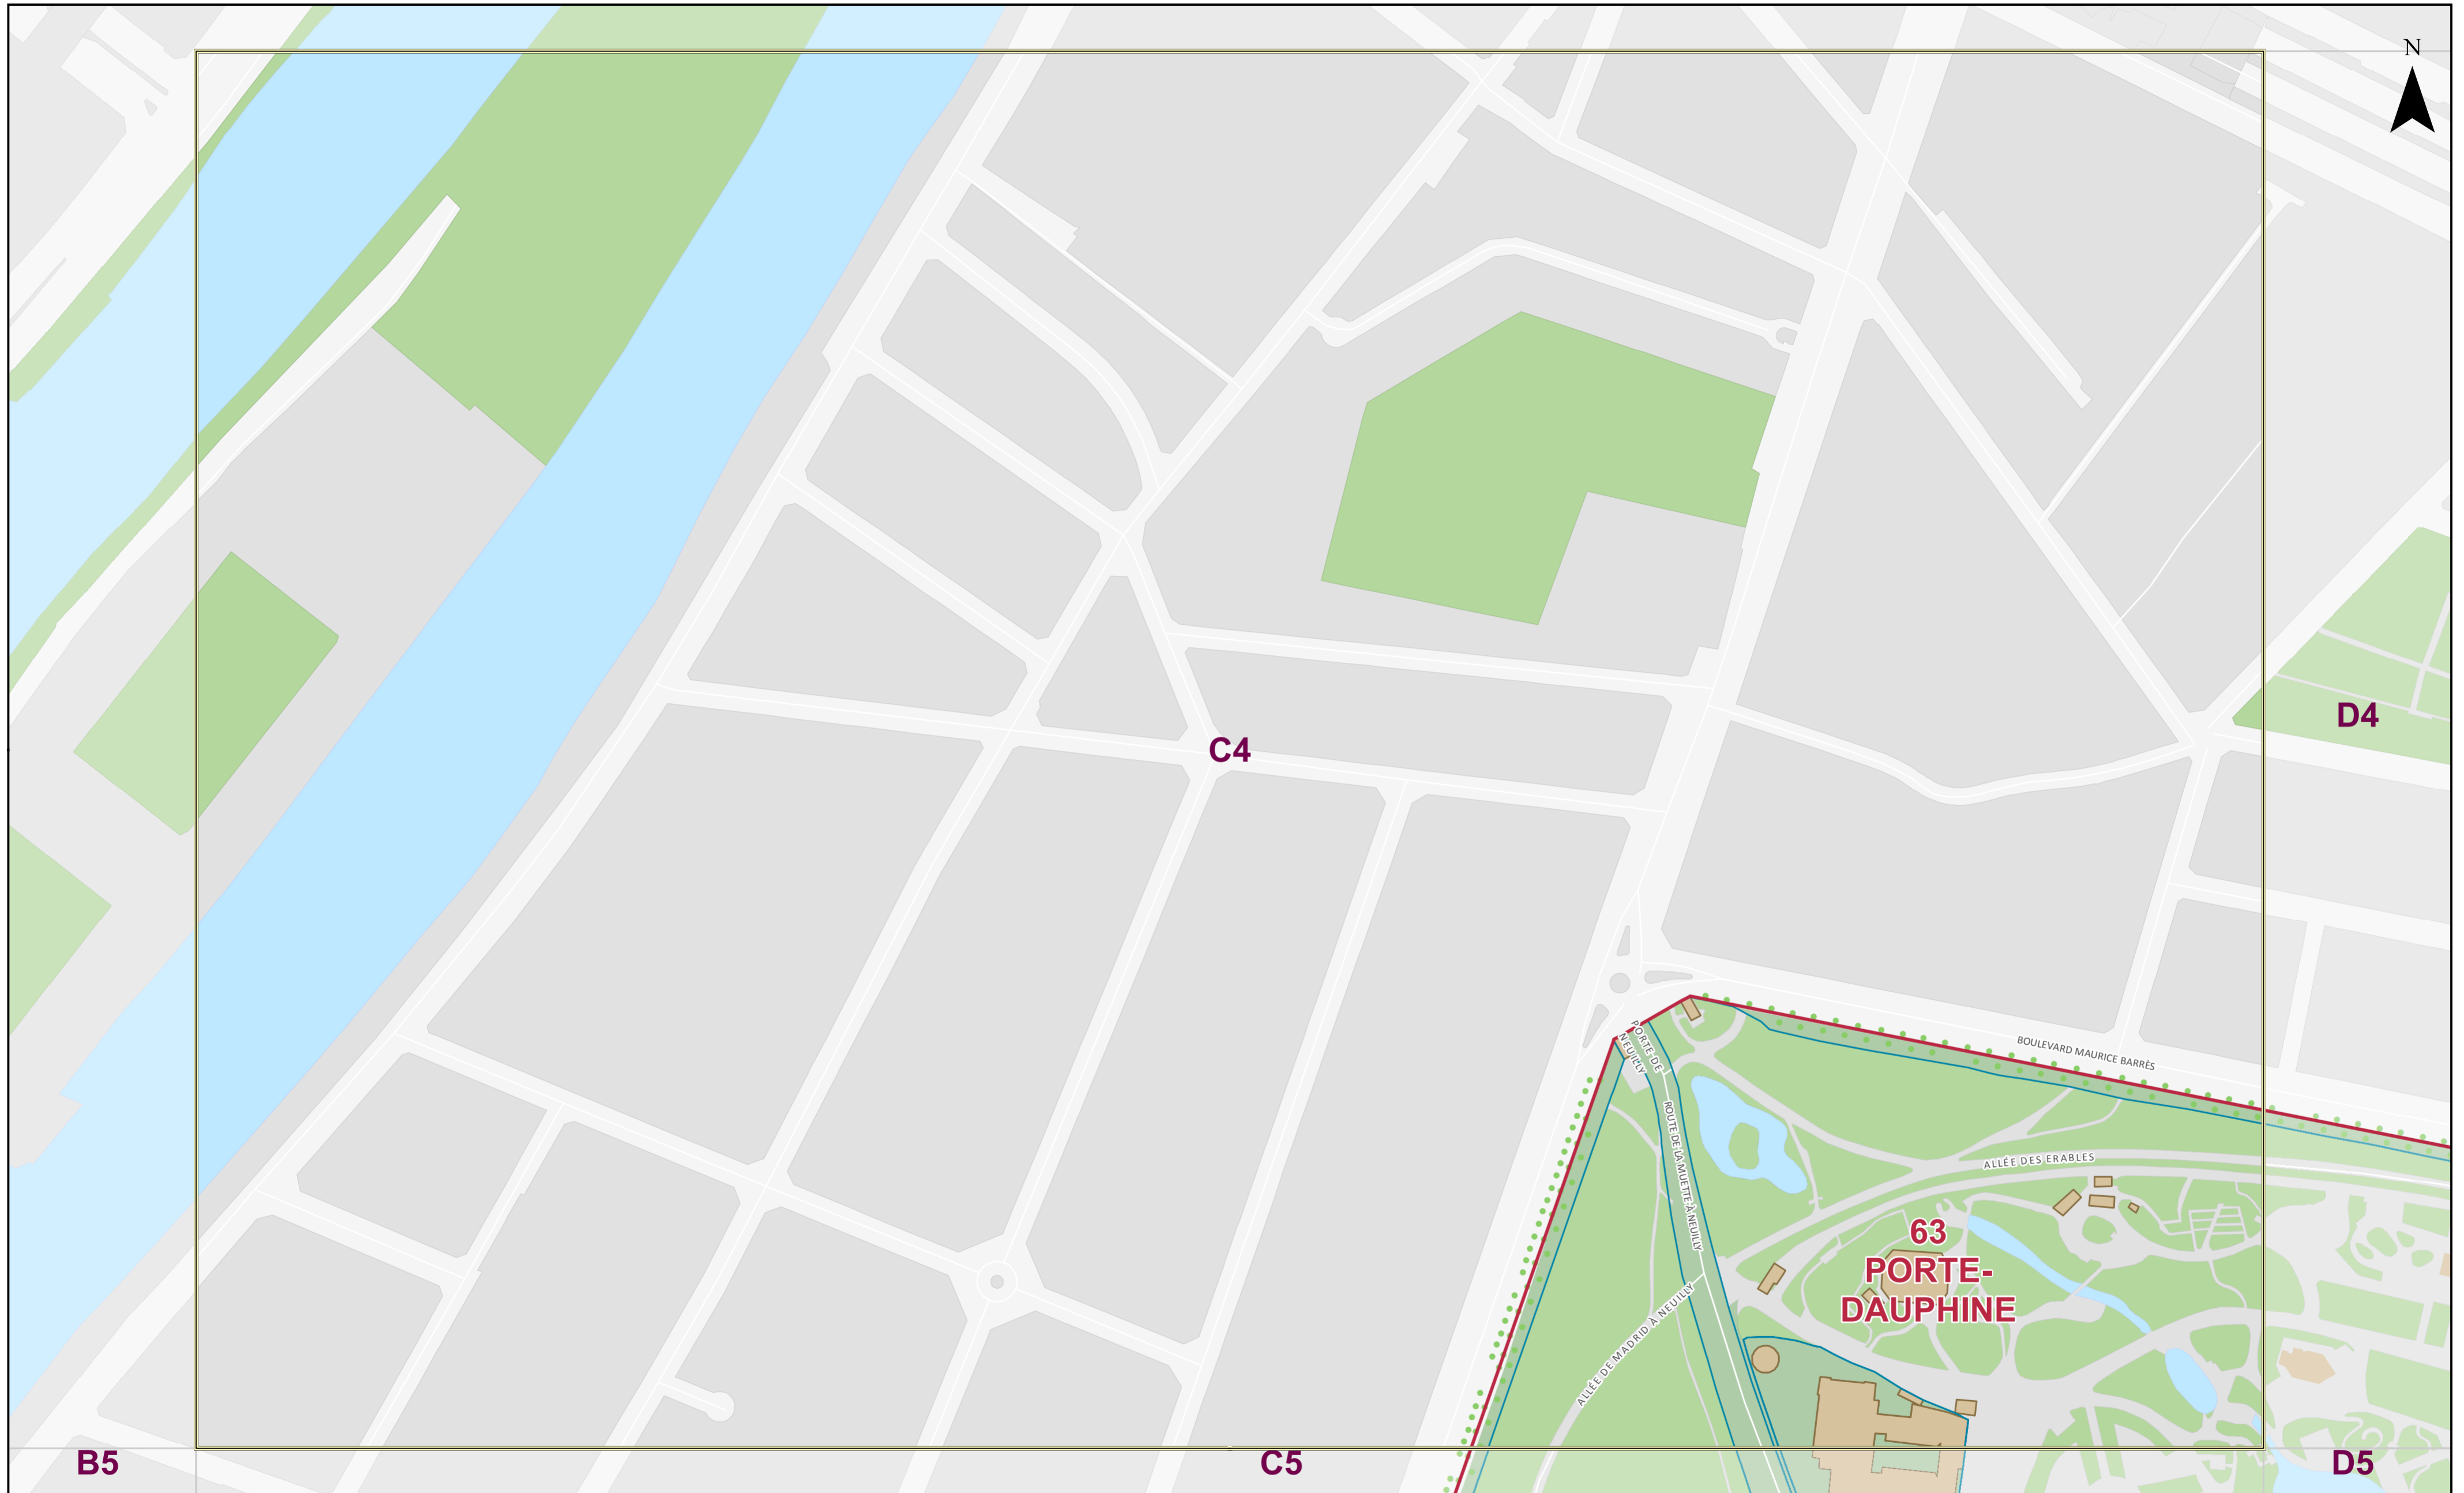 N
D4
C4
PORTE DE
NEUILLY
BOULEVARD MAURICE BARRÈS
ROUTE DE LA MUETTE À NEUILLY
ALLÉE DES ERABLES
63
PORTE-
DAUPHINE
ALLÉE DE MADRID À NEUILLY
B5
C5
D5